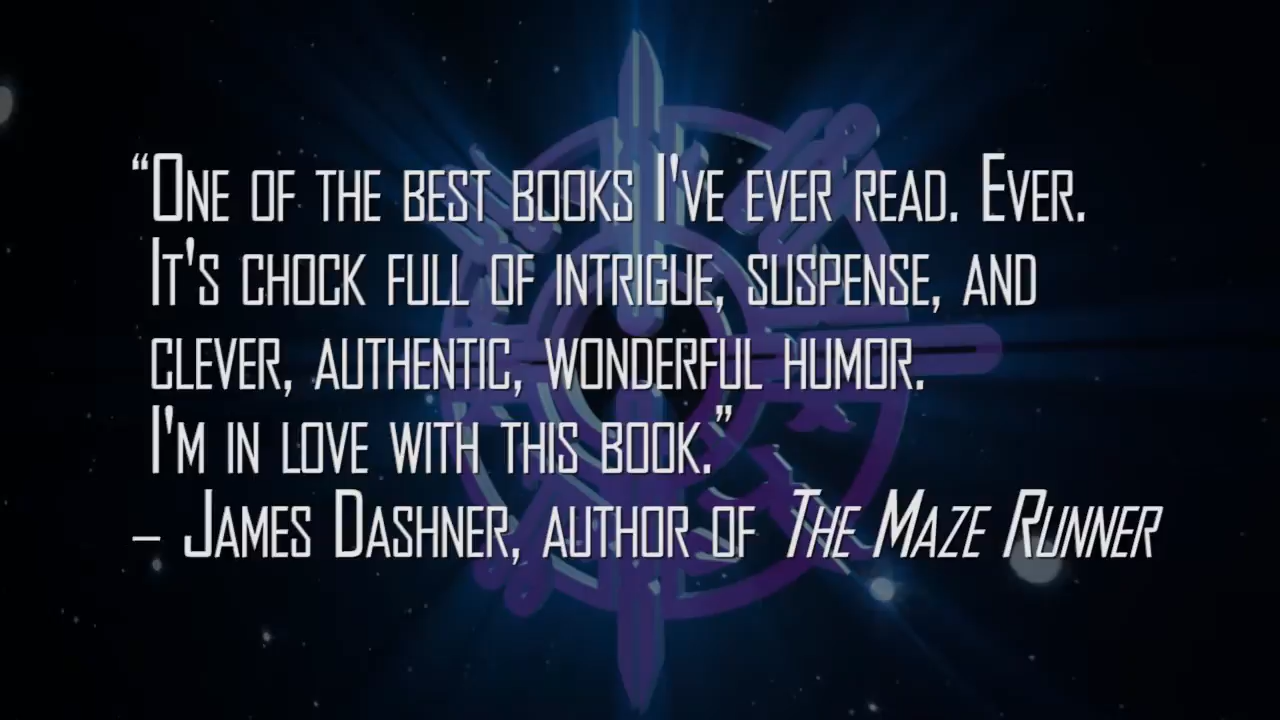 “One of the best books I've ever read. Ever.
It's chock full of intrigue, suspense, and
clever, authentic, wonderful humor.
I'm in love with this book.”
– James Dashner, author of The Maze Runner